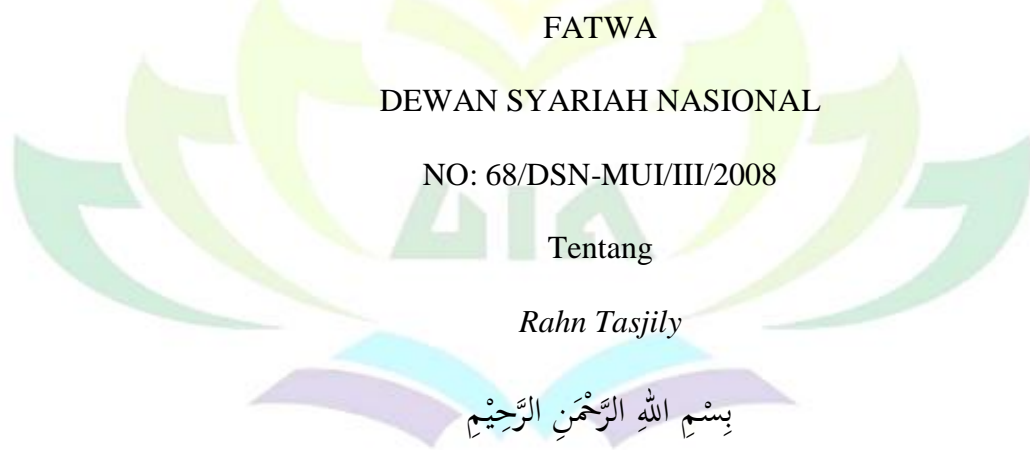 FATWA
DEWAN SYARIAH NASIONAL
NO: 68/DSN-MUI/III/2008
Tentang
Rahn Tasjily
بِسْمِ اللهِ الرَّحْمَنِ الرَّحِيْمِ